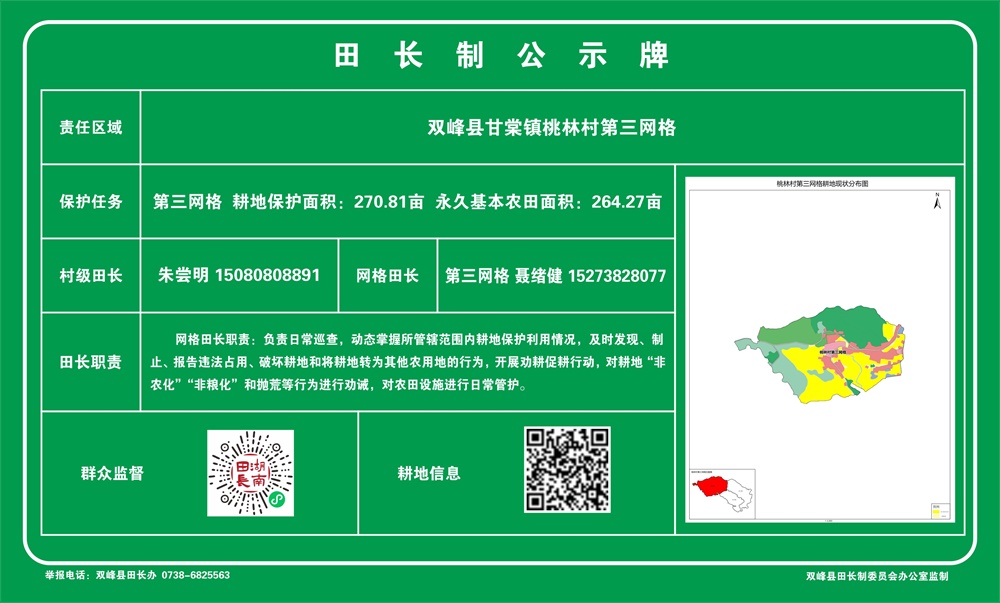 田长制公示牌
责任区域
双峰县甘棠镇桃林村第三网格
保护任务
第三网格 耕地保护面积：270.81亩 永久基本农田面积：264.27亩
桃林村第三网格耕地现状分布图
N
村级田长
朱尝明 15080808891
网格田长
第三网格 聂绪健 15273828077
田长职责
网格田长职责：负责日常巡查，动态掌握所管辖范围内耕地保护利用情况，及时发现、制
止、报告违法占用、破坏耕地和将耕地转为其他农用地的行为，开展劝耕促耕行动，对耕地“非
农化”“非粮化”和抛荒等行为进行劝诫，对农田设施进行日常管护。
群众监督
湖南
田長
耕地信息
举报电话：双峰县田长办 0738-6825563
双峰县田长制委员会办公室监制